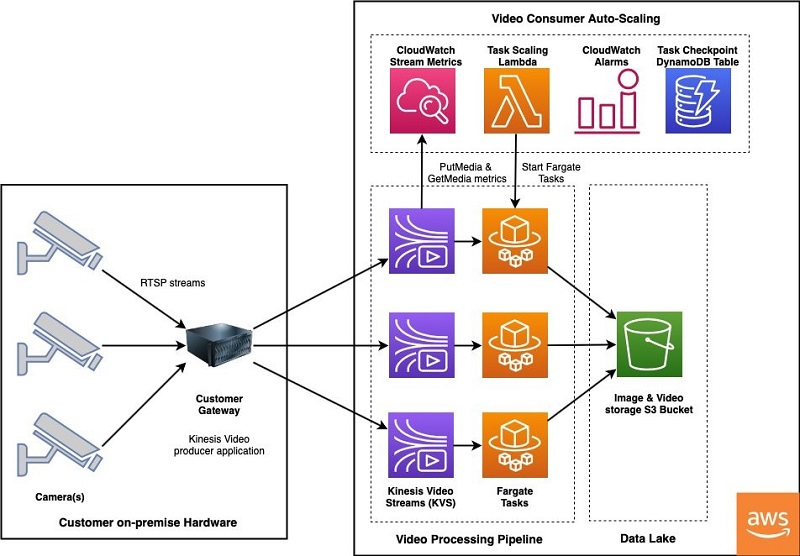 Video Consumer Auto-Scaling
CloudWatch
Stream Metrics
Task Scaling
Lambda
CloudWatch
Alarms
Task Checkpoint
DynamoDB Table
PutMedia &
GetMedia metrics
Start Fargate
Tasks
RTSP streams
Customer
Gateway
Kinesis Video
producer application
Camera(s)
Customer on-premise Hardware
Kinesis Video
Streams (KVS)
Fargate
Tasks
Video Processing Pipeline
Image & Video
storage S3 Bucket
Data Lake
aws